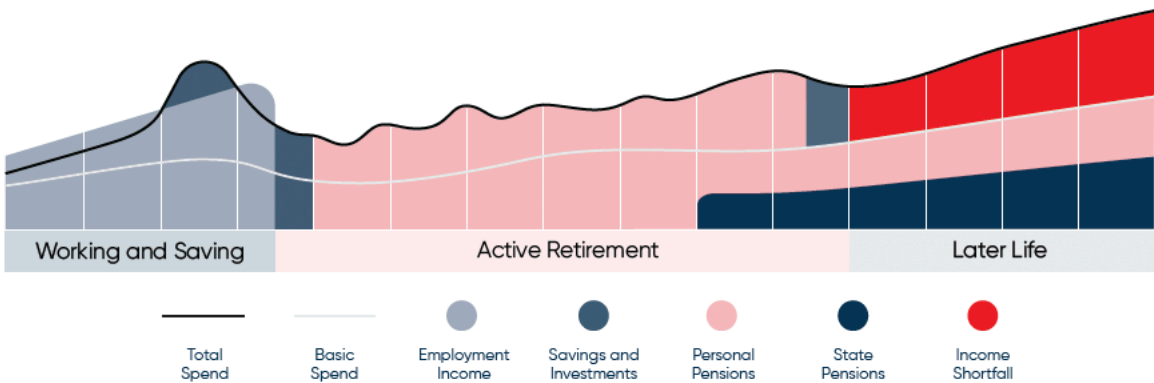 Working and Saving
Active Retirement
Later Life
Total
Spend
Basic
Spend
Employment
Income
Savings and
Investments
Personal
Pensions
State
Pensions
Income
Shortfall